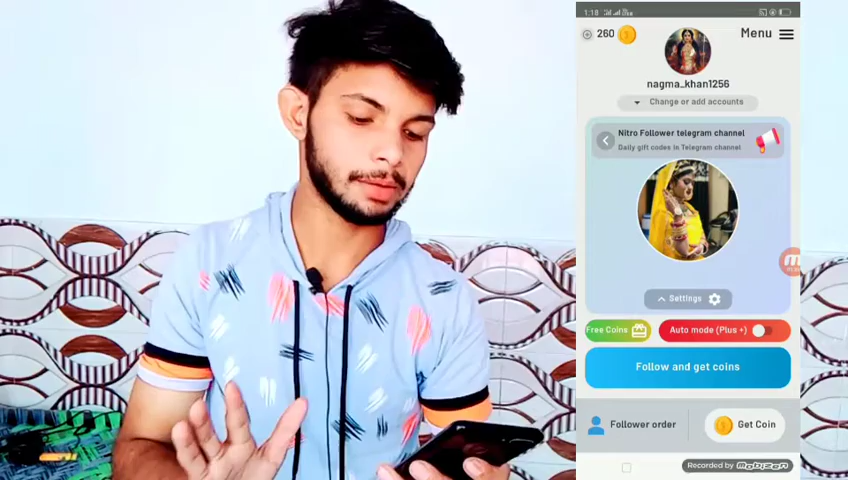 1:18
260
Menu
nagma_khan1256
Change or add accounts
Nitro Follower telegram channel
Daily gift codes in Telegram channel
Settings
Free Coins
Auto mode (Plus +)
Follow and get coins
Follower order
Get Coin
Recorded by Mobizen